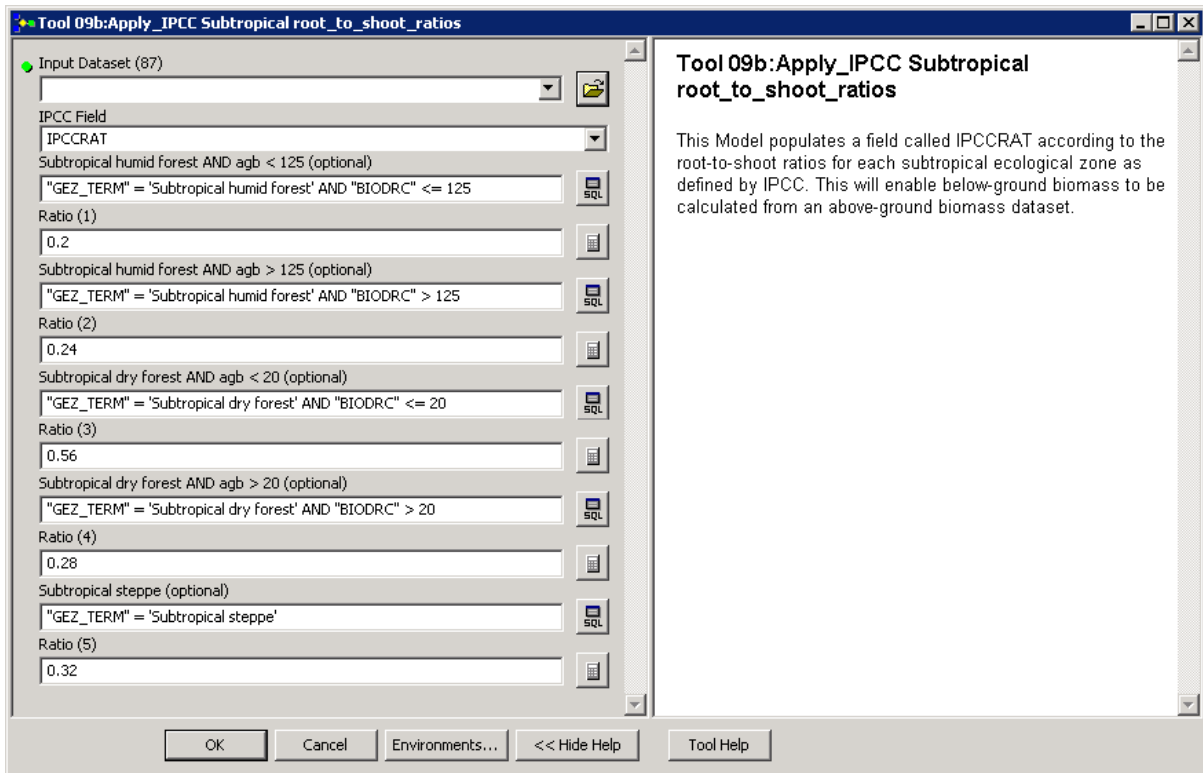 Tool 09b:Apply_IPCC Subtropical root_to_shoot_ratios
Input Dataset (87)
IPCC Field
IPCCRAT
Subtropical humid forest AND agb < 125 (optional)
"GEZ_TERM" = 'Subtropical humid forest' AND "BIODRC" <= 125
SQL
Ratio (1)
0.2
Subtropical humid forest AND agb > 125 (optional)
"GEZ_TERM" = 'Subtropical humid forest' AND "BIODRC" > 125
SQL
Ratio (2)
0.24
Subtropical dry forest AND agb < 20 (optional)
"GEZ_TERM" = 'Subtropical dry forest' AND "BIODRC" <= 20
SQL
Ratio (3)
0.56
Subtropical dry forest AND agb > 20 (optional)
"GEZ_TERM" = 'Subtropical dry forest' AND "BIODRC" > 20
SQL
Ratio (4)
0.28
Subtropical steppe (optional)
"GEZ_TERM" = 'Subtropical steppe'
SQL
Ratio (5)
0.32
Tool 09b:Apply_IPCC Subtropical
root_to_shoot_ratios
This Model populates a field called IPCCRAT according to the
root-to-shoot ratios for each subtropical ecological zone as
defined by IPCC. This will enable below-ground biomass to be
calculated from an above-ground biomass dataset.
OK
Cancel
Environments...
<< Hide Help
Tool Help